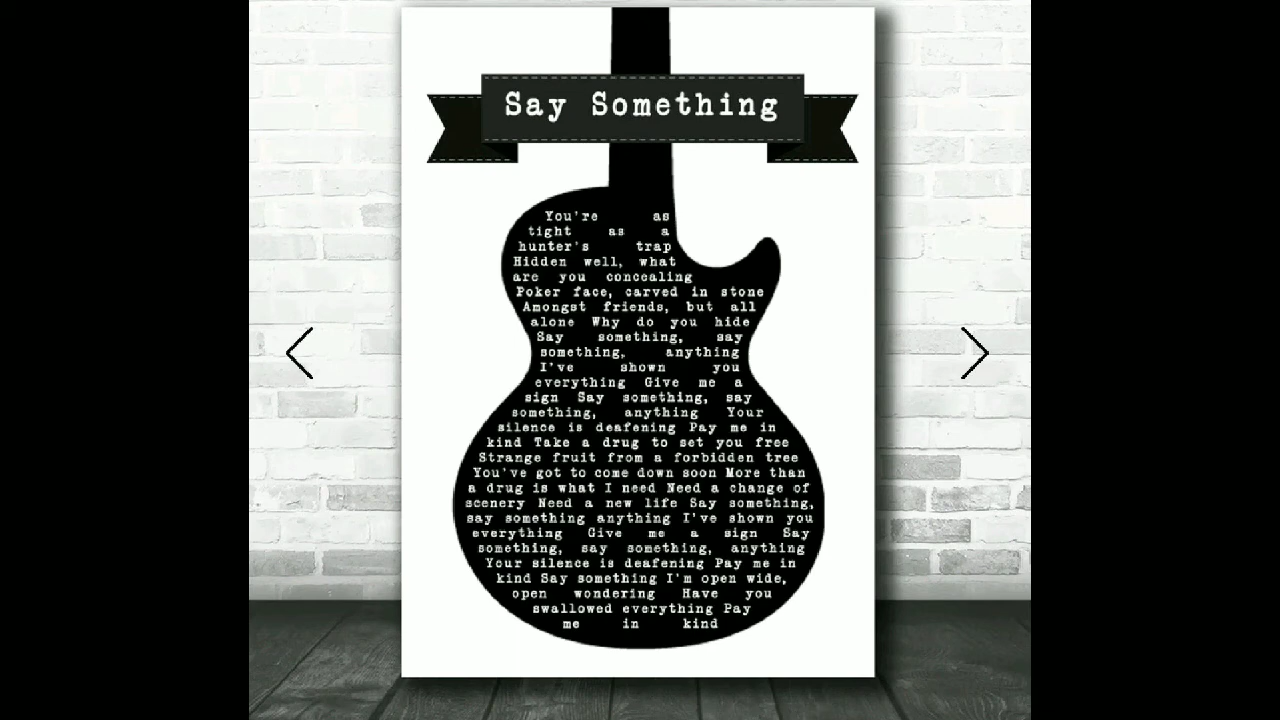 Say Something
You're as
tight as a
hunter's trap
Hidden well, what
are you concealing
Poker face, carved in stone
Amongst friends, but all
alone Why do you hide
Say something, say
something, anything
I've shown you
everything Give me a
sign Say something, say
something, anything Your
silence is deafening Pay me in
kind Take a drug to set you free
Strange fruit from a forbidden tree
You've got to come down soon More than
a drug is what I need Need a change of
scenery Need a new life Say something,
say something anything I've shown you
everything Give me a sign Say
something, say something, anything
Your silence is deafening Pay me in
kind Say something I'm open wide,
open wondering Have you
swallowed everything Pay
me in kind